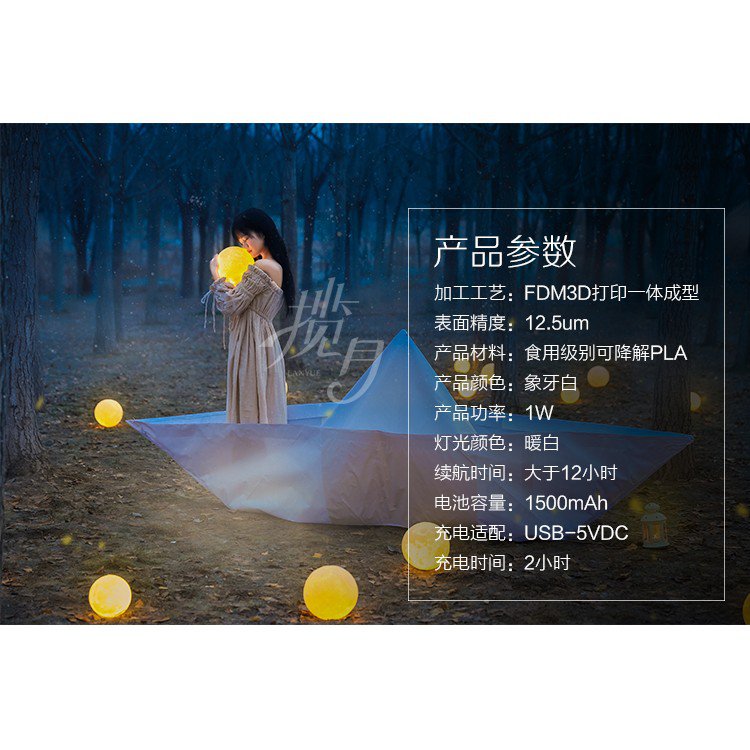 产品参数
加工工艺：FDM3D打印一体成型
表面精度：12.5um
产品材料：食用级别可降解PLA
产品颜色：象牙白
产品功率：1W
灯光颜色：暖白
续航时间：大于12小时
电池容量：1500mAh
充电适配：USB-5VDC
充电时间：2小时
揽月
LANYUE